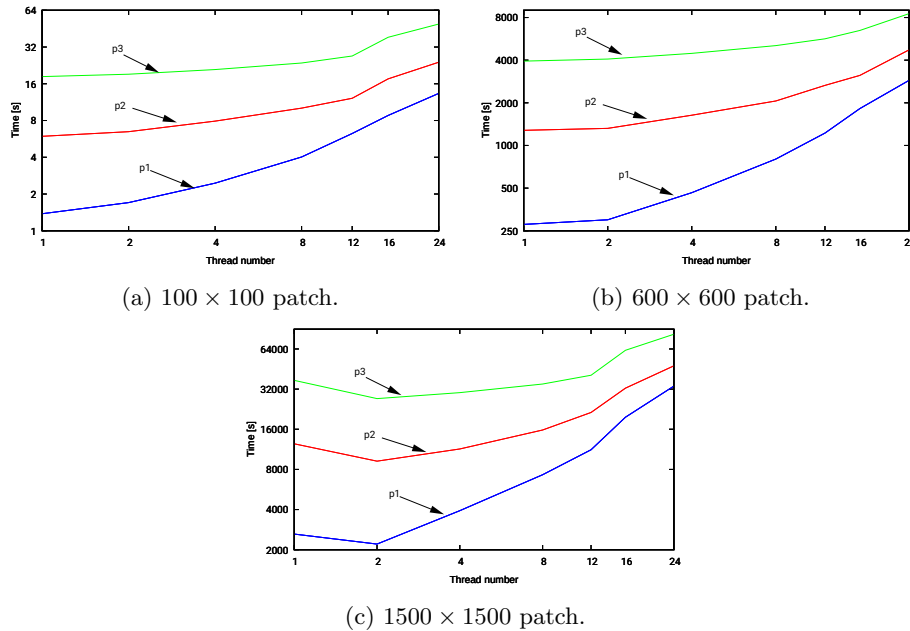 64
32
16
8
4
2
1
Time [s]
p3
p2
p1
1 2 4 8 12 16 24
Thread number
(a) 100 × 100 patch.
8000
4000
2000
1000
500
250
Time [s]
p3
p2
p1
1 2 4 8 12 16 2
Thread number
(b) 600 × 600 patch.
64000
32000
16000
8000
4000
2000
Time [s]
p3
p2
p1
1 2 4 8 12 16 24
Thread number
(c) 1500 × 1500 patch.